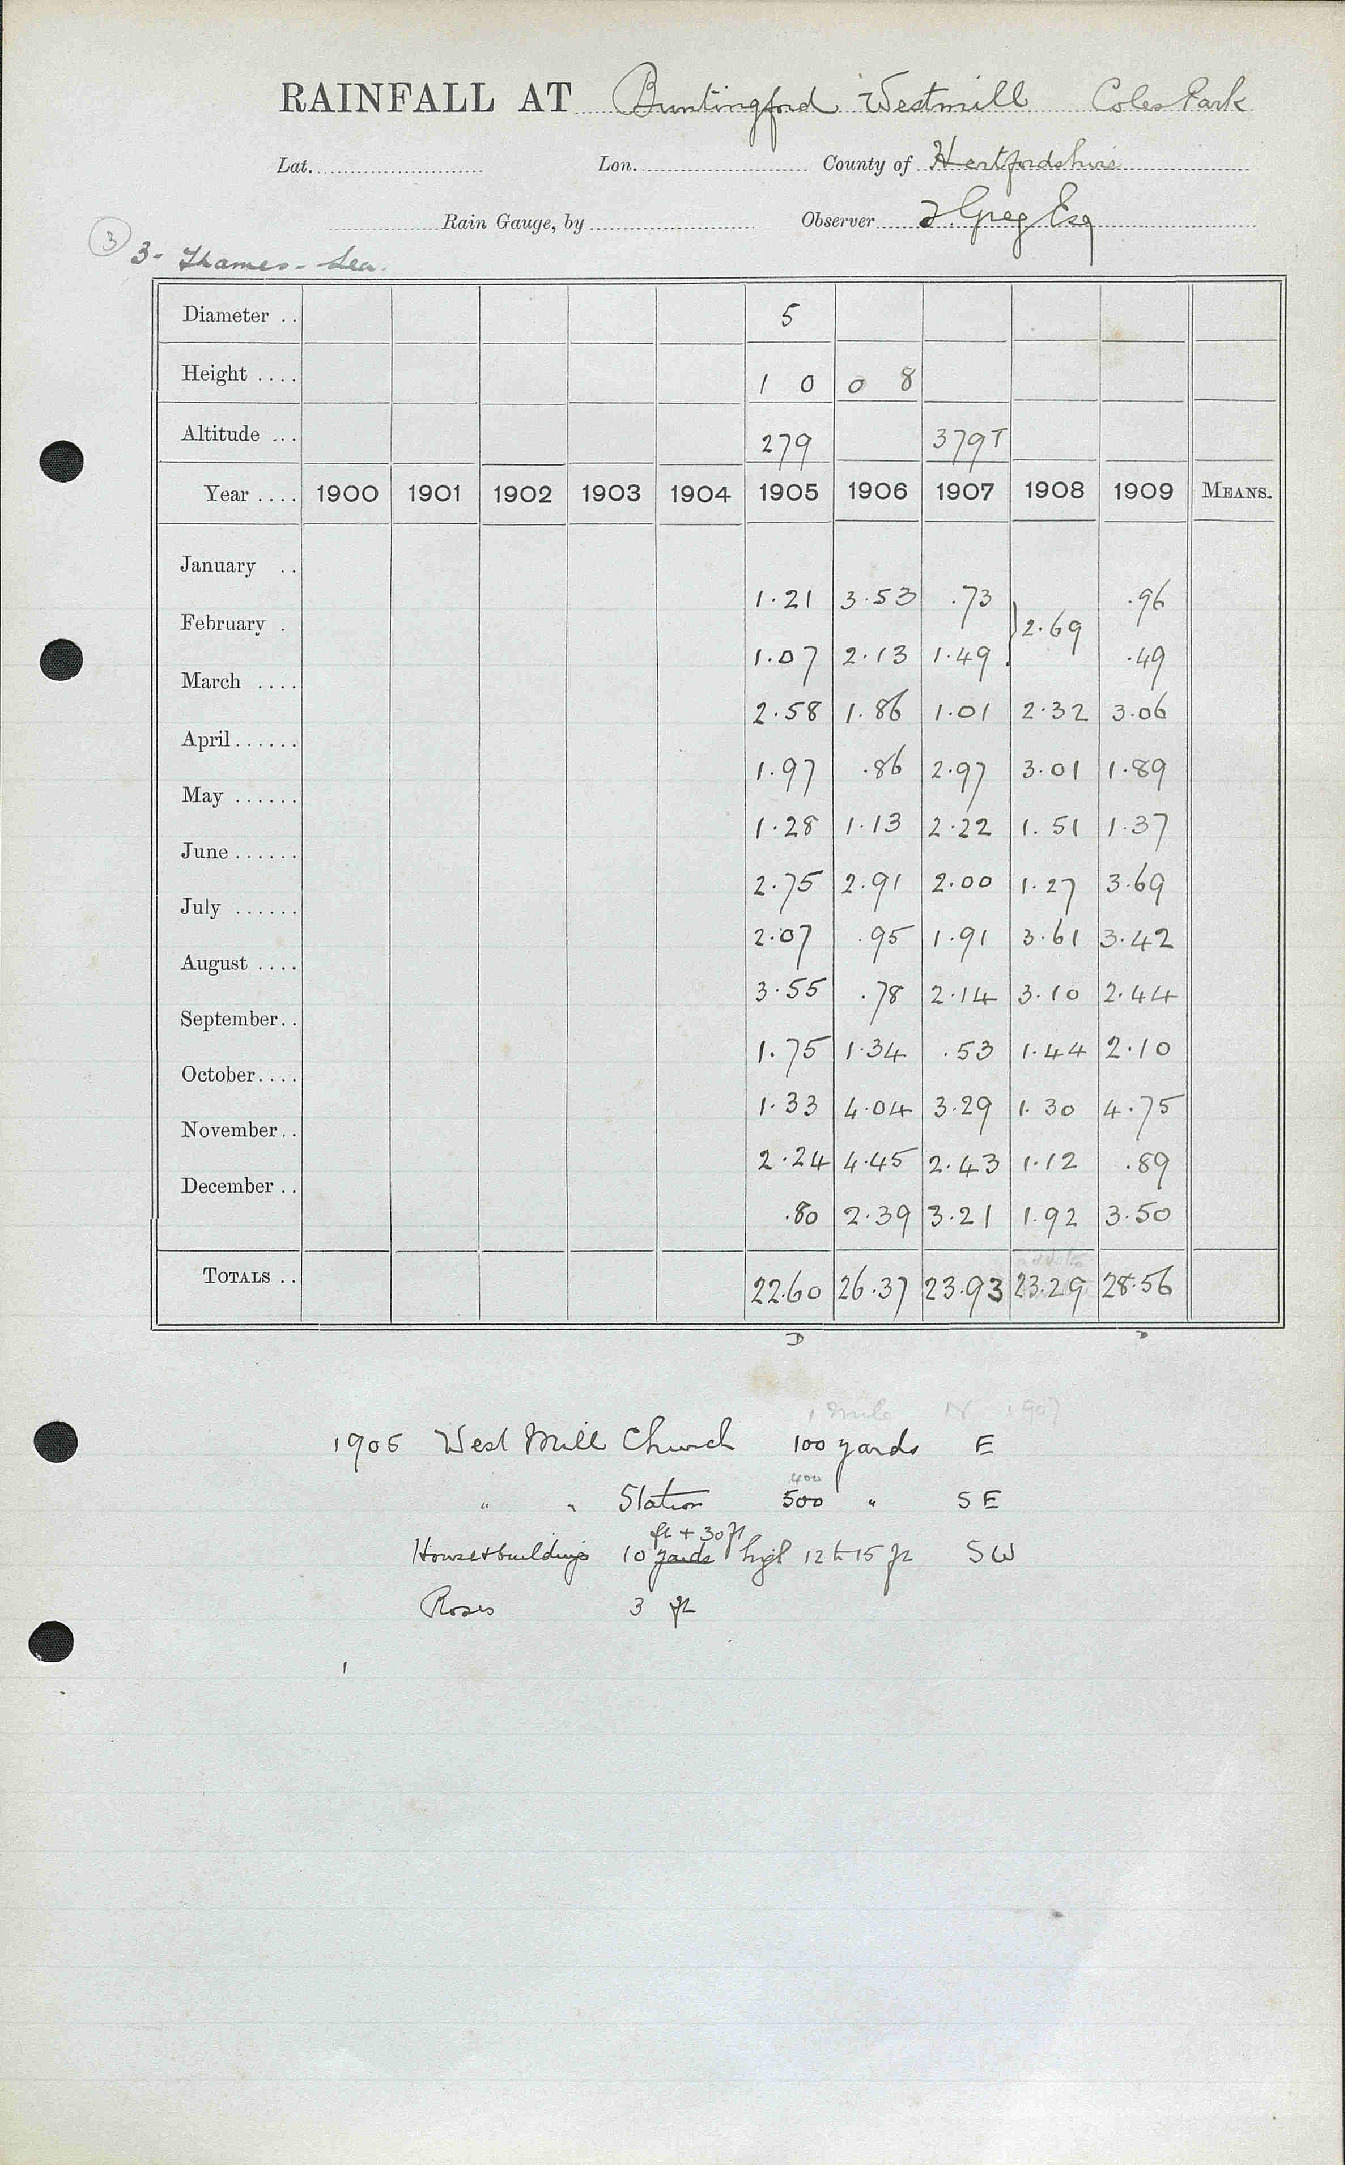 RAINFALL AT Buntingford Westmill Coles Park
Lat. Lon. County of Hertfordshire
Rain Gauge, by Observer Greg Esq
3 3. Thames - Sea.
Diameter .. 5
Height .... 1 0 0 8
Altitude ... 279 379T
Year .... 1900 1901 1902 1903 1904 1905 1906 1907 1908 1909 MEANS.
January .. 1.21 3.53 .73 .96
}2.69
February . 1.07 2.13 1.49 .49
March .... 2.58 1.86 1.01 2.32 3.06
April ...... 1.97 .86 2.97 3.01 1.89
May ...... 1.28 1.13 2.22 1.51 1.37
June ...... 2.75 2.91 2.00 1.27 3.69
July ...... 2.07 .95 1.91 3.61 3.42
August .... 3.55 .78 2.14 3.10 2.44
September.. 1.75 1.34 .53 1.44 2.10
October.... 1.33 4.04 3.29 1.30 4.75
November.. 2.24 4.45 2.43 1.12 .89
December .. .80 2.39 3.21 1.92 3.50
TOTALS .. 22.60 26.37 23.93 23.29 28.56
D
1 mile N 1907
1905 West Mill Church 100 yards E
400
" " Station 500 " SE
ft + 30 ft
House & buildings 10 yards high 12 to 15 ft SW
Roses 3 ft